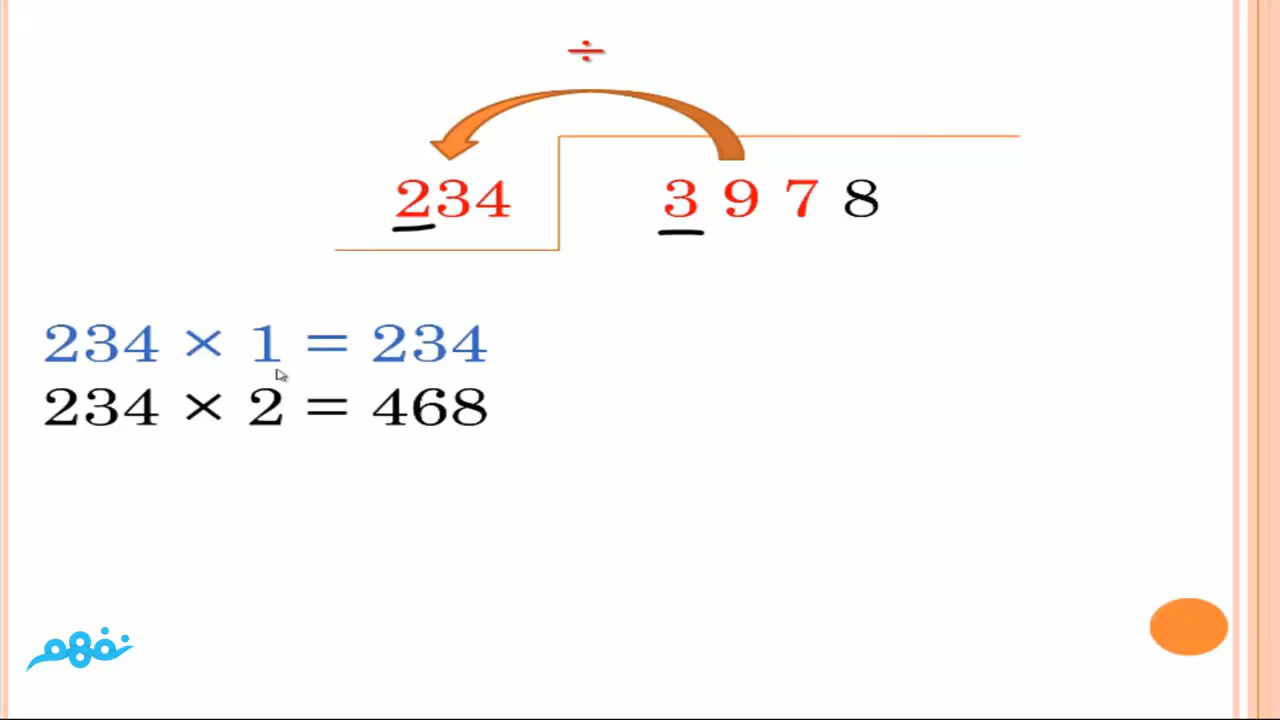 ÷
234 3 9 7 8
234 × 1 = 234
234 × 2 = 468
نفهم